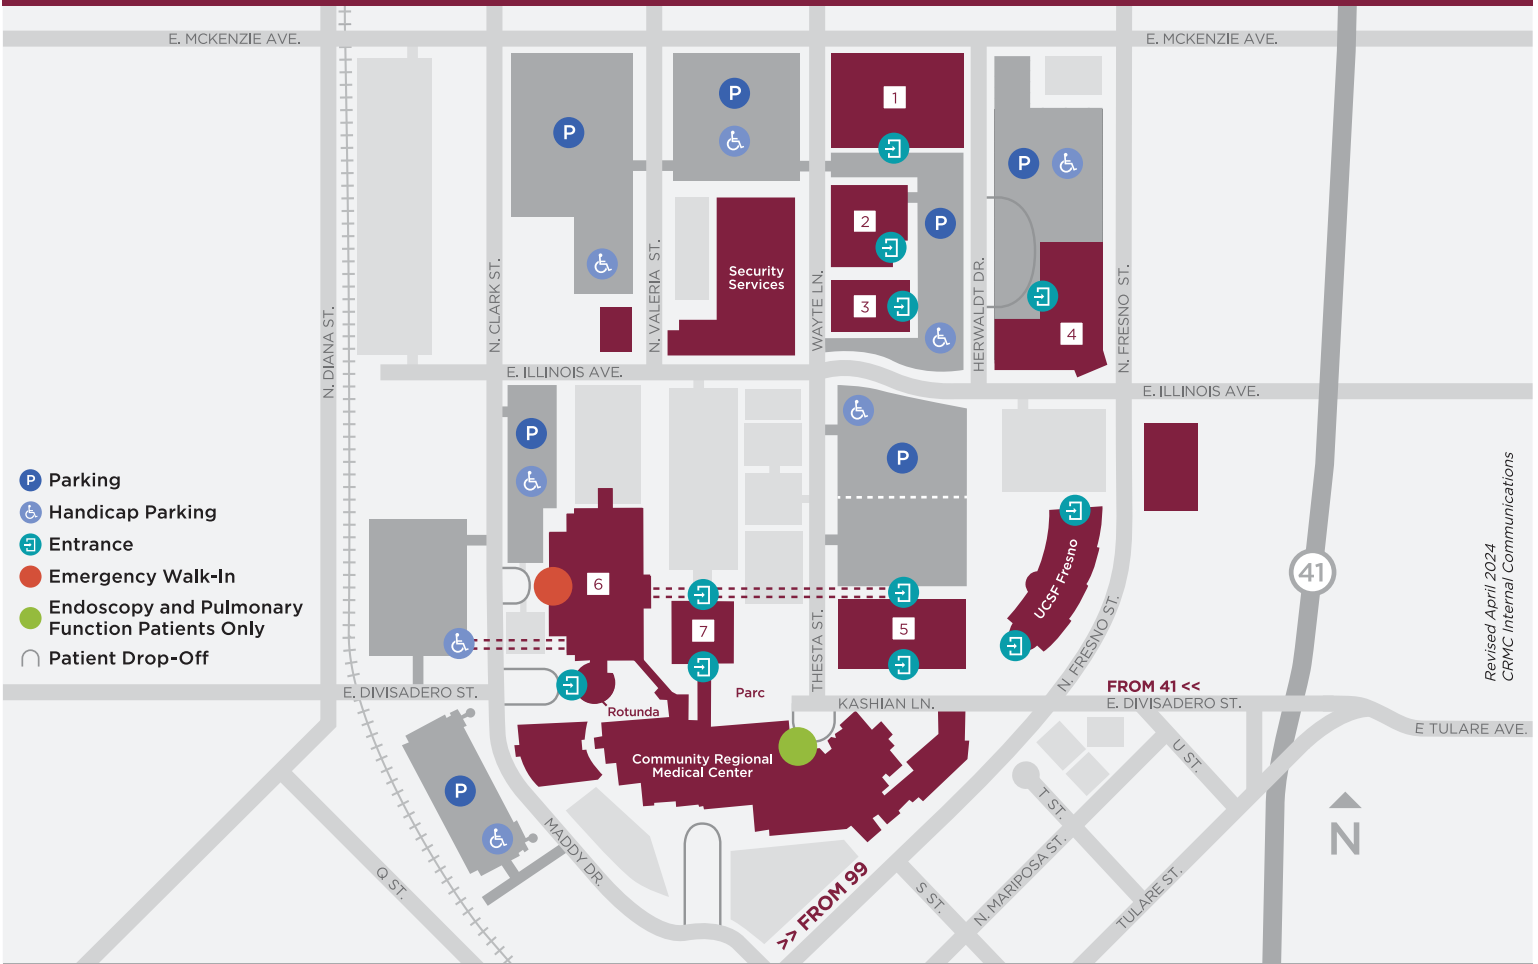 E. MCKENZIE AVE.
E. MCKENZIE AVE.
P
P
1
P
2
P
N. CLARK ST.
N. VALERIA ST.
Security
Services
WAYTE LN.
3
HERWALDT DR.
4
N. FRESNO ST.
N. DIANA ST.
E. ILLINOIS AVE.
E. ILLINOIS AVE.
P
P
P Parking
Handicap Parking
Entrance
Emergency Walk-In
Endoscopy and Pulmonary
Function Patients Only
Patient Drop-Off
6
7
5
UCSF Fresno
41
Revised April 2024
CRMC Internal Communications
THESTA ST.
N. FRESNO ST.
E. DIVISADERO ST.
Rotunda
Parc
KASHIAN LN.
FROM 41 <<
E. DIVISADERO ST.
E TULARE AVE.
Community Regional
Medical Center
P
MADDY DR.
Q ST.
>> FROM 99
S ST.
T ST.
U ST.
N. MARIPOSA ST.
TULARE ST.
N